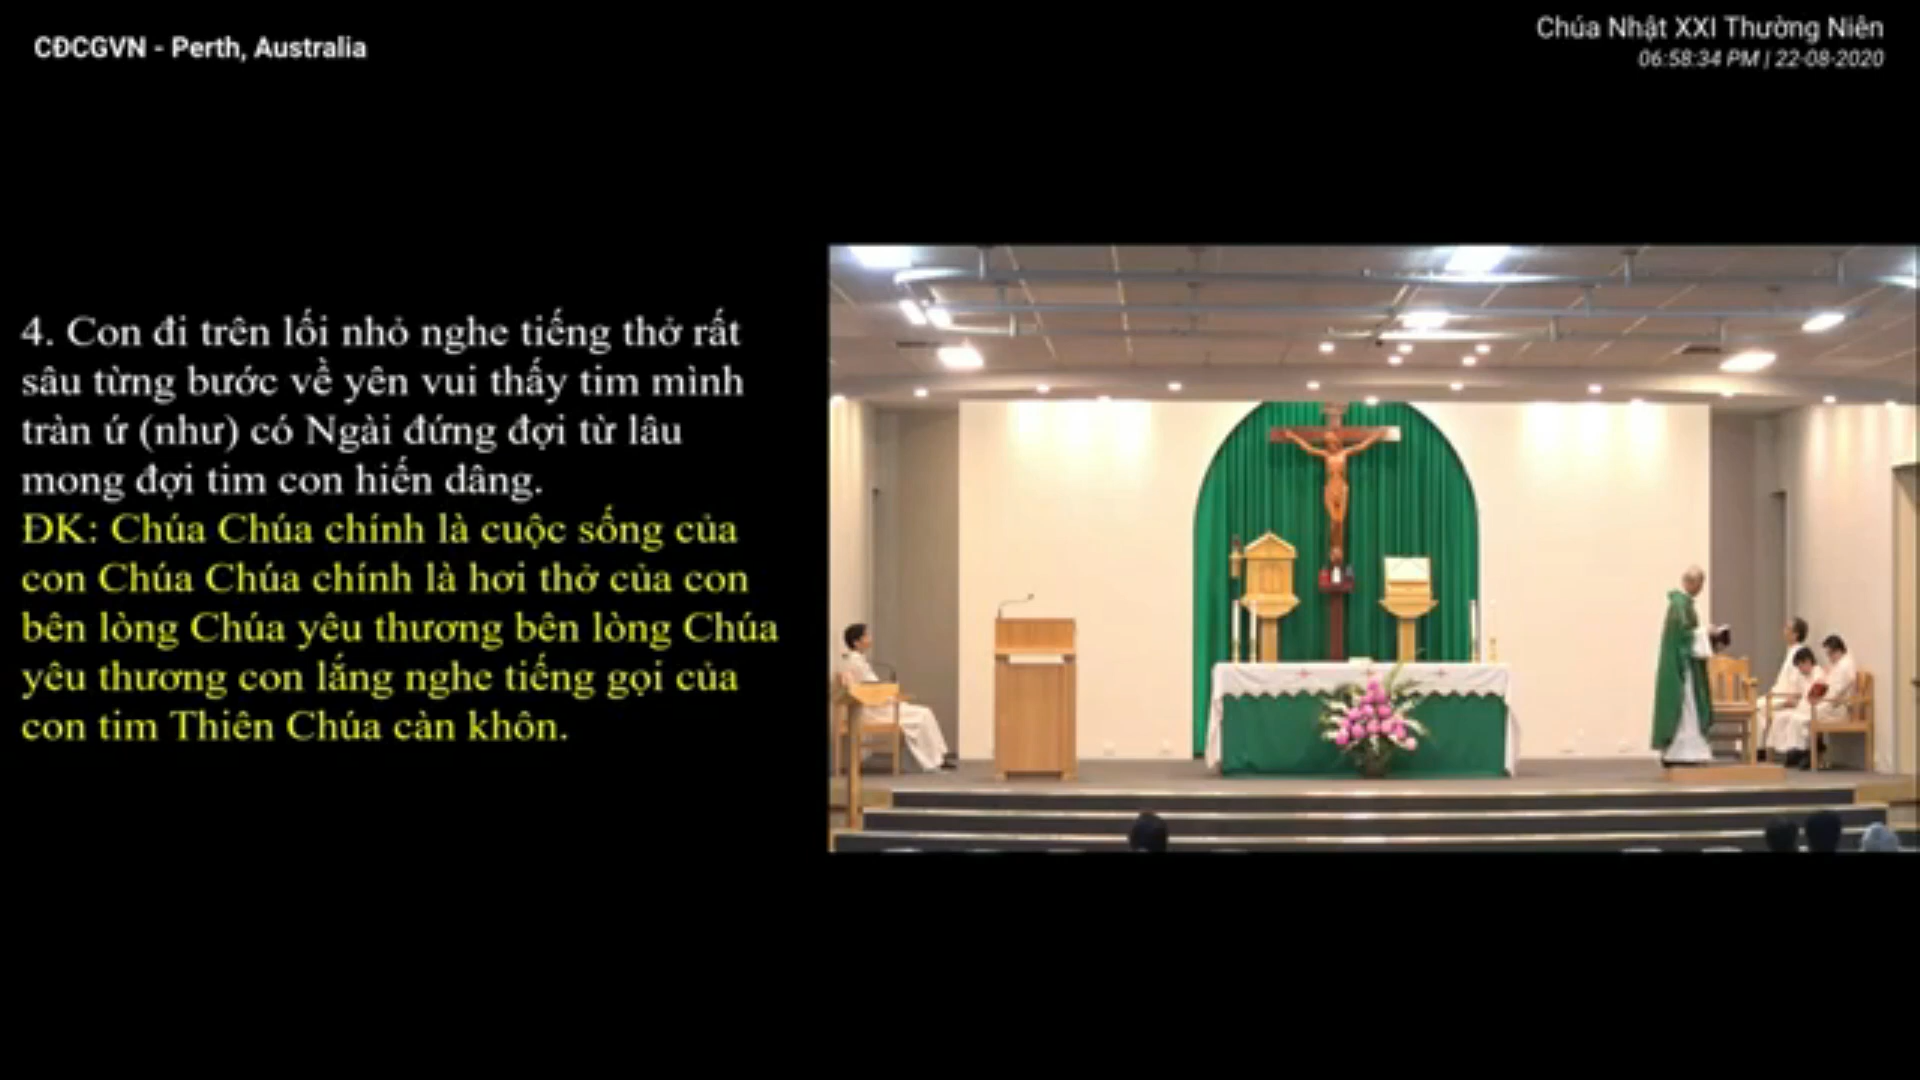 CĐCGVN - Perth, Australia
Chúa Nhật XXI Thường Niên
06:58:34 PM | 22-08-2020
4. Con đi trên lối nhỏ nghe tiếng thở rất
sâu từng bước về yên vui thấy tim mình
tràn ứ (như) có Ngài đứng đợi từ lâu
mong đợi tim con hiến dâng.
ĐK: Chúa Chúa chính là cuộc sống của
con Chúa Chúa chính là hơi thở của con
bên lòng Chúa yêu thương bên lòng Chúa
yêu thương con lắng nghe tiếng gọi của
con tim Thiên Chúa càn khôn.